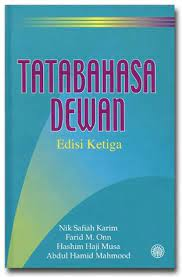 TATABAHASA
DEWAN
Edisi Ketiga
Nik Safiah Karim
Farid M. Onn
Hashim Haji Musa
Abdul Hamid Mahmood